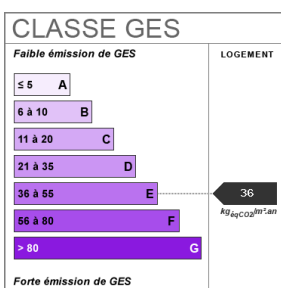 CLASSE GES
Faible émission de GES
LOGEMENT
≤ 5 A
6 à 10 B
11 à 20 C
21 à 35 D
36 à 55 E
36
kgéqCO2/m².an
56 à 80 F
> 80 G
Forte émission de GES